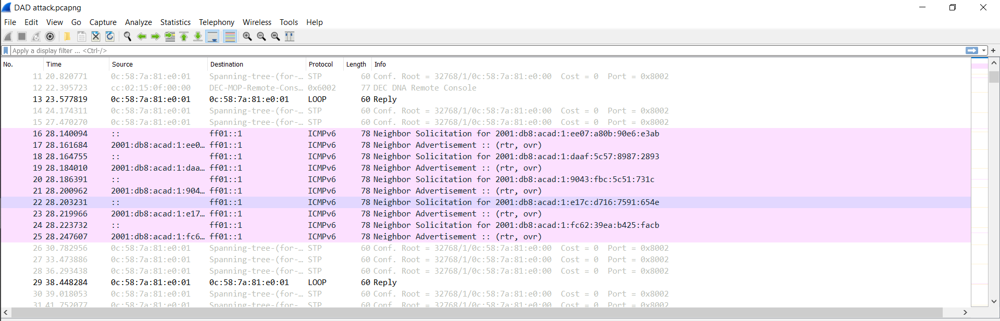 DAD attack.pcapng
File Edit View Go Capture Analyze Statistics Telephony Wireless Tools Help
Apply a display filter ... <Ctrl-/>
No. Time Source Destination Protocol Length Info
11 20.820771 0c:58:7a:81:e0:01 Spanning-tree-(for-… STP 60 Conf. Root = 32768/1/0c:58:7a:81:e0:00 Cost = 0 Port = 0x8002
12 22.395723 cc:02:15:0f:00:00 DEC-MOP-Remote-Cons… 0x6002 77 DEC DNA Remote Console
13 23.577819 0c:58:7a:81:e0:01 0c:58:7a:81:e0:01 LOOP 60 Reply
14 24.174311 0c:58:7a:81:e0:01 Spanning-tree-(for-… STP 60 Conf. Root = 32768/1/0c:58:7a:81:e0:00 Cost = 0 Port = 0x8002
15 27.470270 0c:58:7a:81:e0:01 Spanning-tree-(for-… STP 60 Conf. Root = 32768/1/0c:58:7a:81:e0:00 Cost = 0 Port = 0x8002
16 28.140094 :: ff01::1 ICMPv6 78 Neighbor Solicitation for 2001:db8:acad:1:ee07:a80b:90e6:e3ab
17 28.161684 2001:db8:acad:1:ee0… ff01::1 ICMPv6 78 Neighbor Advertisement :: (rtr, ovr)
18 28.164755 :: ff01::1 ICMPv6 78 Neighbor Solicitation for 2001:db8:acad:1:daaf:5c57:8987:2893
19 28.184010 2001:db8:acad:1:daa… ff01::1 ICMPv6 78 Neighbor Advertisement :: (rtr, ovr)
20 28.186391 :: ff01::1 ICMPv6 78 Neighbor Solicitation for 2001:db8:acad:1:9043:fbc:5c51:731c
21 28.200962 2001:db8:acad:1:904… ff01::1 ICMPv6 78 Neighbor Advertisement :: (rtr, ovr)
22 28.203231 :: ff01::1 ICMPv6 78 Neighbor Solicitation for 2001:db8:acad:1:e17c:d716:7591:654e
23 28.219966 2001:db8:acad:1:e17… ff01::1 ICMPv6 78 Neighbor Advertisement :: (rtr, ovr)
24 28.223732 :: ff01::1 ICMPv6 78 Neighbor Solicitation for 2001:db8:acad:1:fc62:39ea:b425:facb
25 28.247607 2001:db8:acad:1:fc6… ff01::1 ICMPv6 78 Neighbor Advertisement :: (rtr, ovr)
26 30.782956 0c:58:7a:81:e0:01 Spanning-tree-(for-… STP 60 Conf. Root = 32768/1/0c:58:7a:81:e0:00 Cost = 0 Port = 0x8002
27 33.473886 0c:58:7a:81:e0:01 Spanning-tree-(for-… STP 60 Conf. Root = 32768/1/0c:58:7a:81:e0:00 Cost = 0 Port = 0x8002
28 36.293438 0c:58:7a:81:e0:01 Spanning-tree-(for-… STP 60 Conf. Root = 32768/1/0c:58:7a:81:e0:00 Cost = 0 Port = 0x8002
29 38.448284 0c:58:7a:81:e0:01 0c:58:7a:81:e0:01 LOOP 60 Reply
30 39.018053 0c:58:7a:81:e0:01 Spanning-tree-(for-… STP 60 Conf. Root = 32768/1/0c:58:7a:81:e0:00 Cost = 0 Port = 0x8002
31 41.752077 0c:58:7a:81:e0:01 Spanning-tree-(for-… STP 60 Conf. Root = 32768/1/0c:58:7a:81:e0:00 Cost = 0 Port = 0x8002